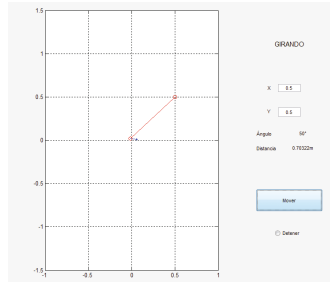 GIRANDO
X 0.5
Y 0.5
Ángulo 50°
Distancia 0.70322m
Mover
Detener
1.5
1
0.5
0
-0.5
-1
-1.5
-1 -0.5 0 0.5 1